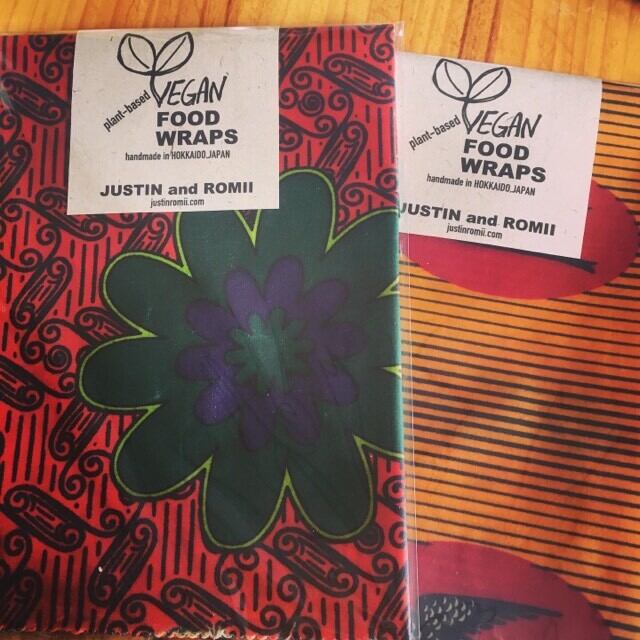 plant-based
VEGAN
FOOD
WRAPS
handmade in HOKKAIDO,JAPAN
JUSTIN and ROMII
justinromii.com
plant-based
VEGAN
FOOD
WRAPS
handmade in HOKKAIDO,JAPAN
JUSTIN and ROMII
justinromii.com